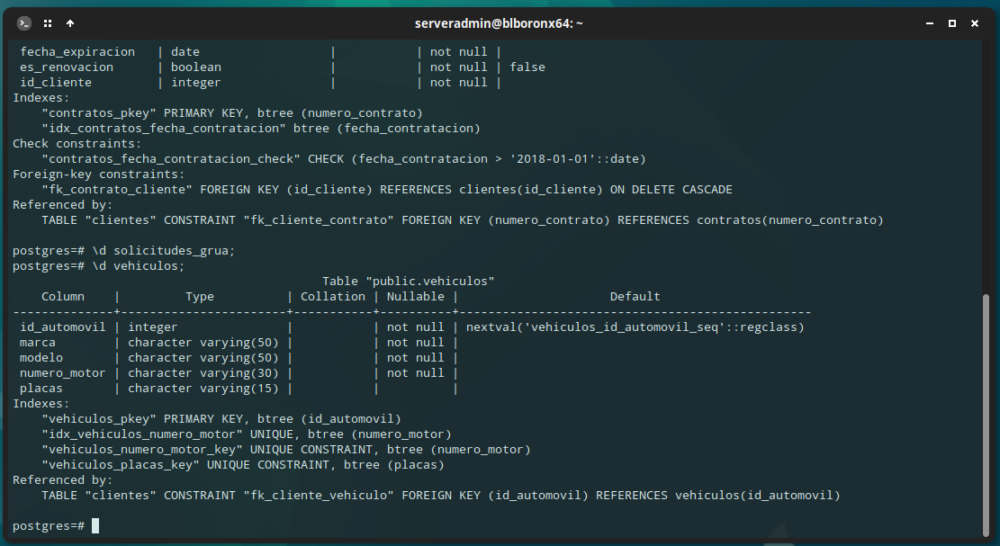 serveradmin@blboronx64: ~
 fecha_expiracion   | date                   |           | not null | 
 es_renovacion      | boolean                |           | not null | false
 id_cliente         | integer                |           | not null | 
Indexes:
    "contratos_pkey" PRIMARY KEY, btree (numero_contrato)
    "idx_contratos_fecha_contratacion" btree (fecha_contratacion)
Check constraints:
    "contratos_fecha_contratacion_check" CHECK (fecha_contratacion > '2018-01-01'::date)
Foreign-key constraints:
    "fk_contrato_cliente" FOREIGN KEY (id_cliente) REFERENCES clientes(id_cliente) ON DELETE CASCADE
Referenced by:
    TABLE "clientes" CONSTRAINT "fk_cliente_contrato" FOREIGN KEY (numero_contrato) REFERENCES contratos(numero_contrato)
postgres=# \d solicitudes_grua;
postgres=# \d vehiculos;
                                           Table "public.vehiculos"
    Column    |         Type          | Collation | Nullable |                     Default
--------------+-----------------------+-----------+----------+-------------------------------------------------
 id_automovil | integer               |           | not null | nextval('vehiculos_id_automovil_seq'::regclass)
 marca        | character varying(50) |           | not null | 
 modelo       | character varying(50) |           | not null | 
 numero_motor | character varying(30) |           | not null | 
 placas       | character varying(15) |           |          | 
Indexes:
    "vehiculos_pkey" PRIMARY KEY, btree (id_automovil)
    "idx_vehiculos_numero_motor" UNIQUE, btree (numero_motor)
    "vehiculos_numero_motor_key" UNIQUE CONSTRAINT, btree (numero_motor)
    "vehiculos_placas_key" UNIQUE CONSTRAINT, btree (placas)
Referenced by:
    TABLE "clientes" CONSTRAINT "fk_cliente_vehiculo" FOREIGN KEY (id_automovil) REFERENCES vehiculos(id_automovil)
postgres=#